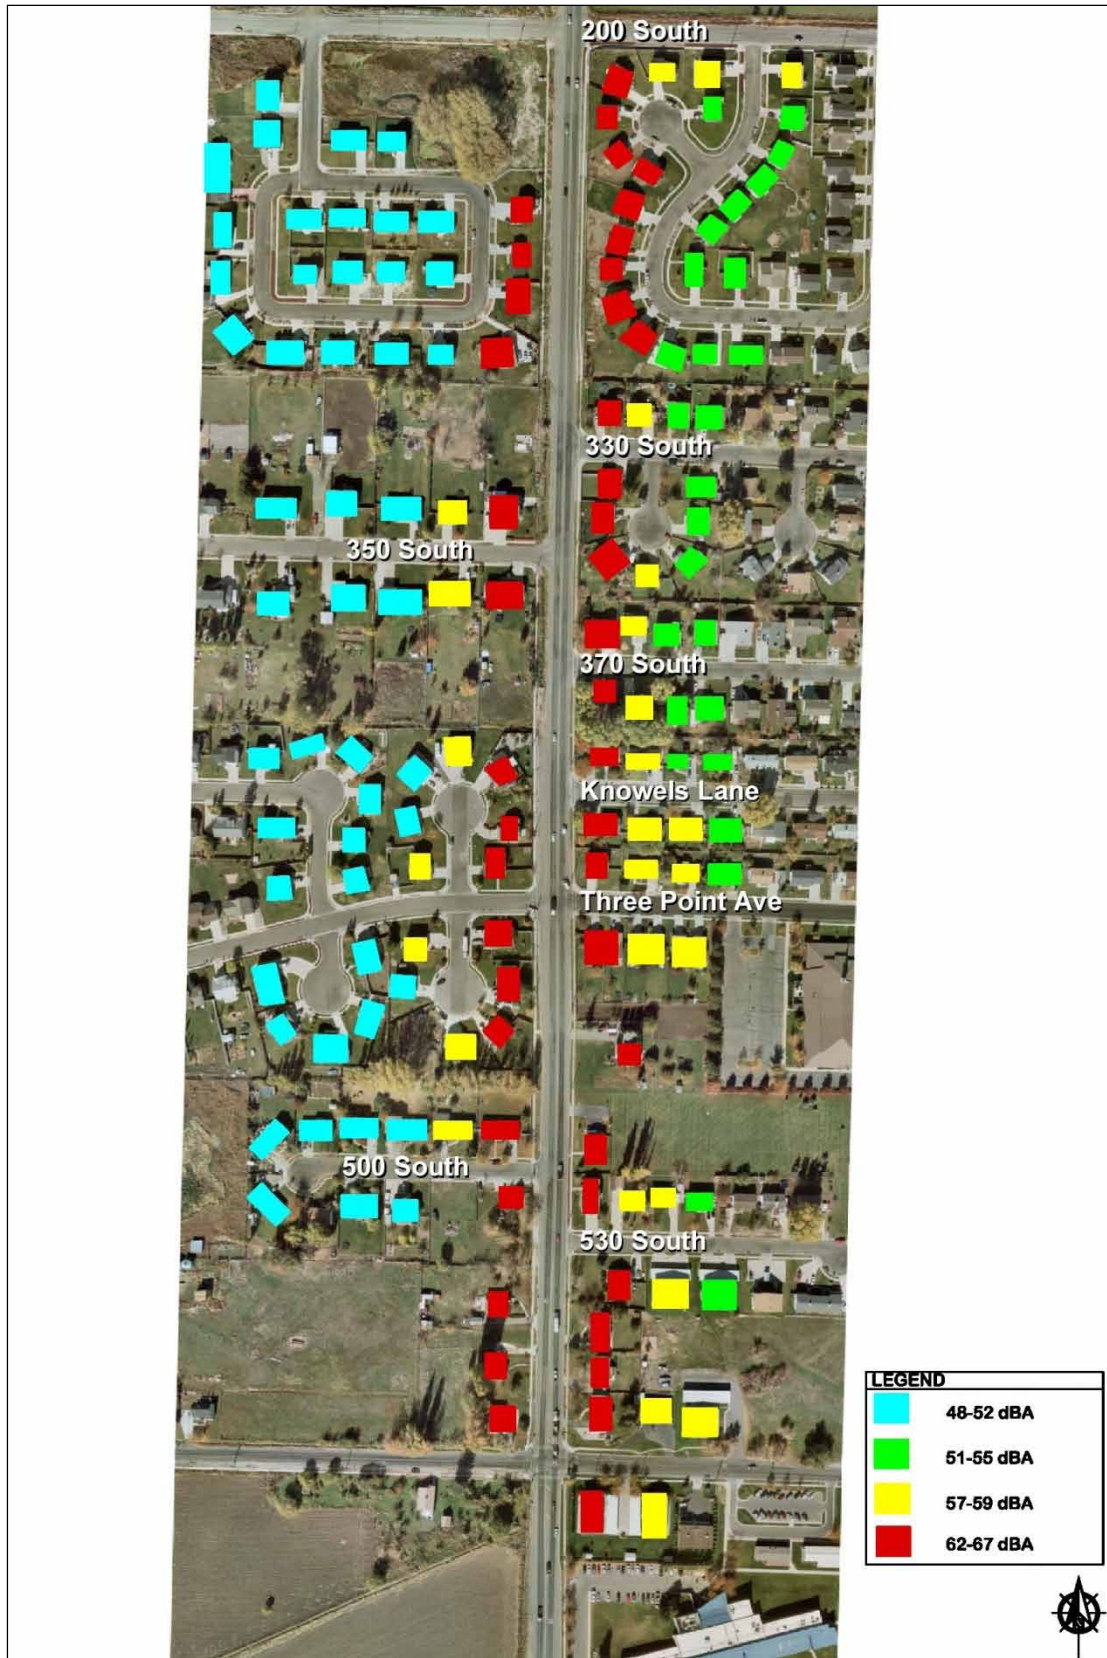 200 South
330 South
350 South
370 South
Knowels Lane
Three Point Ave
500 South
530 South
LEGEND
48-52 dBA
51-55 dBA
57-59 dBA
62-67 dBA
N